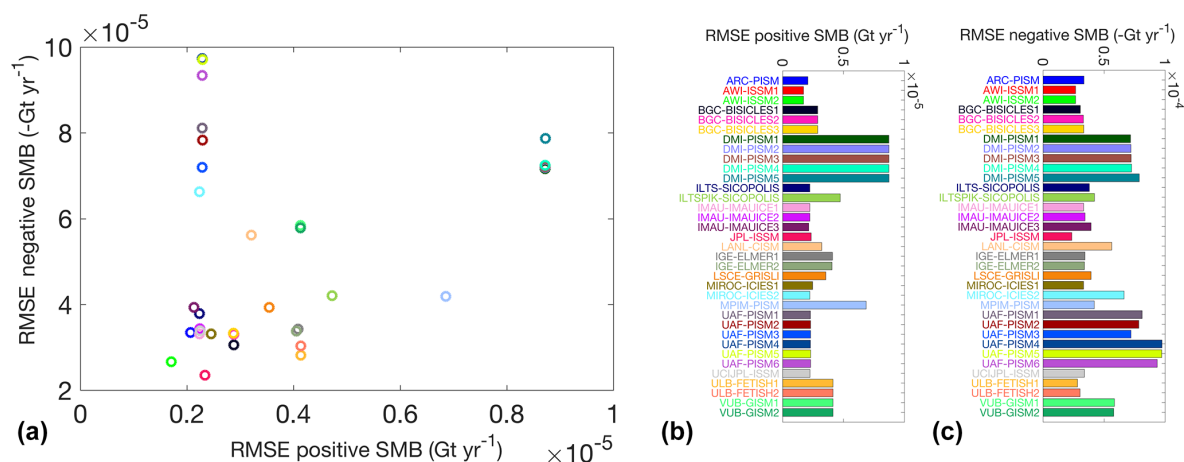 × 10⁻⁵
RMSE negative SMB (-Gt yr⁻¹)
10
8
6
4
2
0
0.2
0.4
0.6
0.8
1
RMSE positive SMB (Gt yr⁻¹)
× 10⁻⁵
(a)
RMSE positive SMB (Gt yr⁻¹)
0
0.5
1
×10⁻⁵
ARC-PISM
AWI-ISSM1
AWI-ISSM2
BGC-BISICLES1
BGC-BISICLES2
BGC-BISICLES3
DMI-PISM1
DMI-PISM2
DMI-PISM3
DMI-PISM4
DMI-PISM5
ILTS-SICOPOLIS
ILTSPIK-SICOPOLIS
IMAU-IMAUICE1
IMAU-IMAUICE2
IMAU-IMAUICE3
JPL-ISSM
LANL-CISM
IGE-ELMER1
IGE-ELMER2
LSCE-GRISLI
MIROC-ICIES1
MIROC-ICIES2
MPIM-PISM
UAF-PISM1
UAF-PISM2
UAF-PISM3
UAF-PISM4
UAF-PISM5
UAF-PISM6
UCIJPL-ISSM
ULB-FETISH1
ULB-FETISH2
VUB-GISM1
VUB-GISM2
(b)
RMSE negative SMB (-Gt yr⁻¹)
0
0.5
1
×10⁻⁴
ARC-PISM
AWI-ISSM1
AWI-ISSM2
BGC-BISICLES1
BGC-BISICLES2
BGC-BISICLES3
DMI-PISM1
DMI-PISM2
DMI-PISM3
DMI-PISM4
DMI-PISM5
ILTS-SICOPOLIS
ILTSPIK-SICOPOLIS
IMAU-IMAUICE1
IMAU-IMAUICE2
IMAU-IMAUICE3
JPL-ISSM
LANL-CISM
IGE-ELMER1
IGE-ELMER2
LSCE-GRISLI
MIROC-ICIES1
MIROC-ICIES2
MPIM-PISM
UAF-PISM1
UAF-PISM2
UAF-PISM3
UAF-PISM4
UAF-PISM5
UAF-PISM6
UCIJPL-ISSM
ULB-FETISH1
ULB-FETISH2
VUB-GISM1
VUB-GISM2
(c)